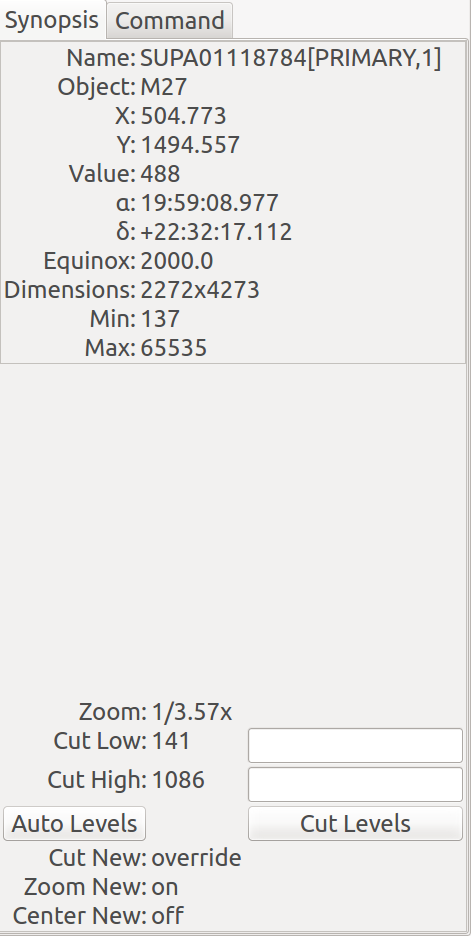 Synopsis Command
Name: SUPA01118784[PRIMARY,1]
Object: M27
X: 504.773
Y: 1494.557
Value: 488
α: 19:59:08.977
δ: +22:32:17.112
Equinox: 2000.0
Dimensions: 2272x4273
Min: 137
Max: 65535
Zoom: 1/3.57x
Cut Low: 141
Cut High: 1086
Auto Levels Cut Levels
Cut New: override
Zoom New: on
Center New: off